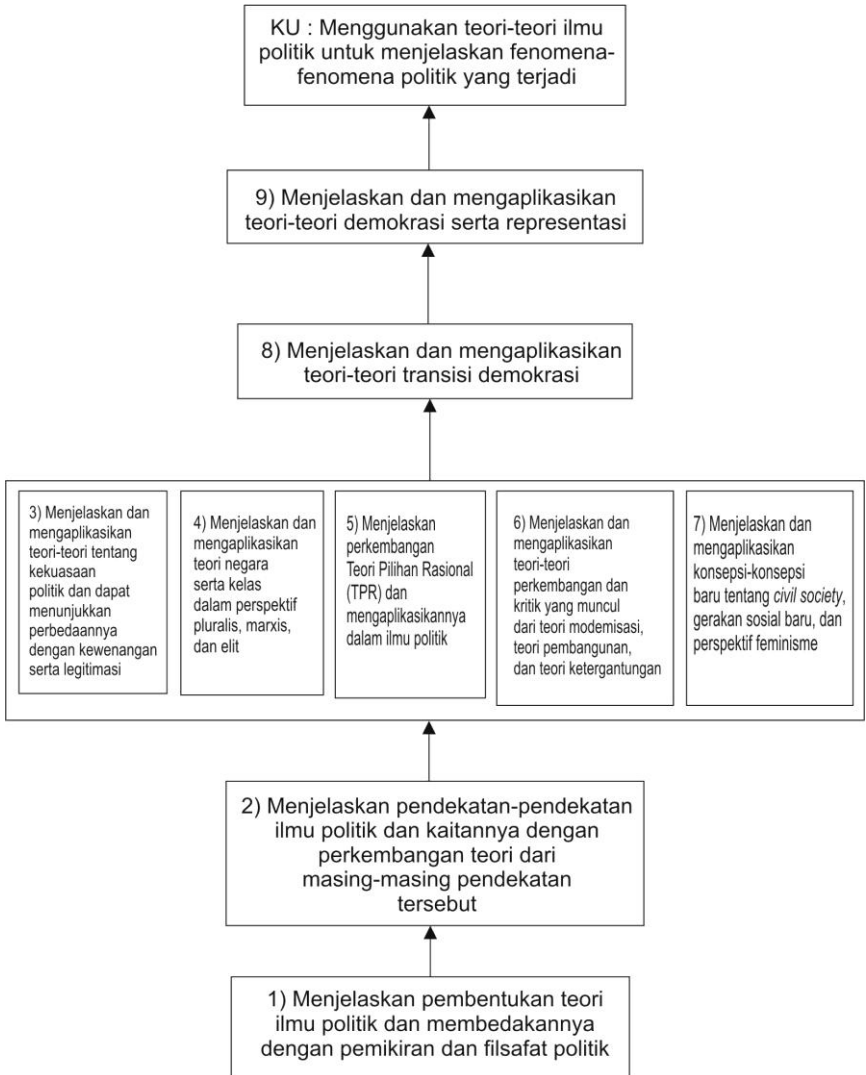 KU : Menggunakan teori-teori ilmu
politik untuk menjelaskan fenomena-
fenomena politik yang terjadi
9) Menjelaskan dan mengaplikasikan
teori-teori demokrasi serta representasi
8) Menjelaskan dan mengaplikasikan
teori-teori transisi demokrasi
3) Menjelaskan dan
mengaplikasikan
teori-teori tentang
kekuasaan
politik dan dapat
menunjukkan
perbedaannya
dengan kewenangan
serta legitimasi
4) Menjelaskan dan
mengaplikasikan
teori negara
serta kelas
dalam perspektif
pluralis, marxis,
dan elit
5) Menjelaskan
perkembangan
Teori Pilihan Rasional
(TPR) dan
mengaplikasikannya
dalam ilmu politik
6) Menjelaskan dan
mengaplikasikan
teori-teori
perkembangan dan
kritik yang muncul
dari teori modernisasi,
teori pembangunan,
dan teori ketergantungan
7) Menjelaskan dan
mengaplikasikan
konsepsi-konsepsi
baru tentang civil society,
gerakan sosial baru, dan
perspektif feminisme
2) Menjelaskan pendekatan-pendekatan
ilmu politik dan kaitannya dengan
perkembangan teori dari
masing-masing pendekatan
tersebut
1) Menjelaskan pembentukan teori
ilmu politik dan membedakannya
dengan pemikiran dan filsafat politik